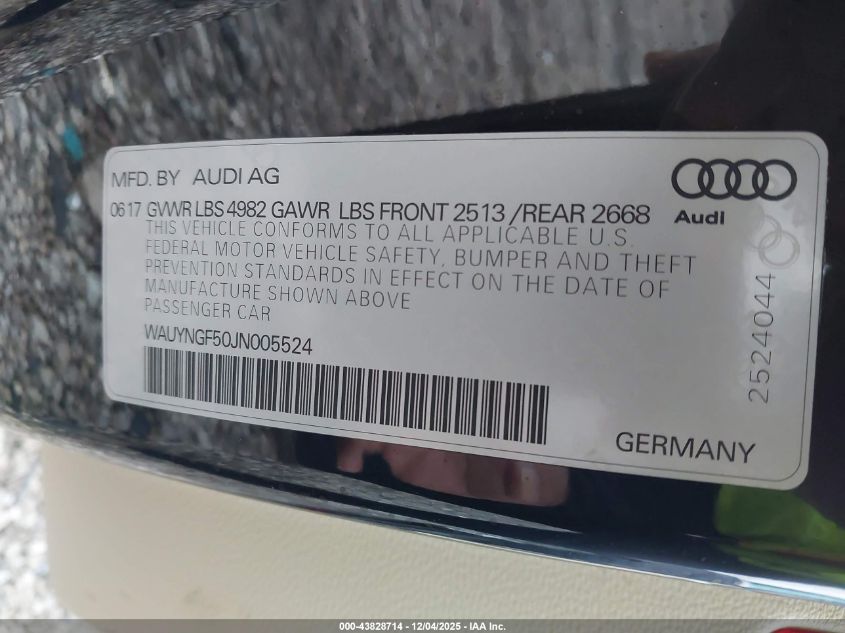 MFD. BY AUDI AG
0617 GVWR LBS 4982 GAWR LBS FRONT 2513 /REAR 2668
THIS VEHICLE CONFORMS TO ALL APPLICABLE U.S.
FEDERAL MOTOR VEHICLE SAFETY, BUMPER AND THEFT
PREVENTION STANDARDS IN EFFECT ON THE DATE OF
MANUFACTURE SHOWN ABOVE
PASSENGER CAR
WAUYNGF50JN005524
Audi
2524044
GERMANY
000-43828714 - 12/04/2025 - IAA Inc.